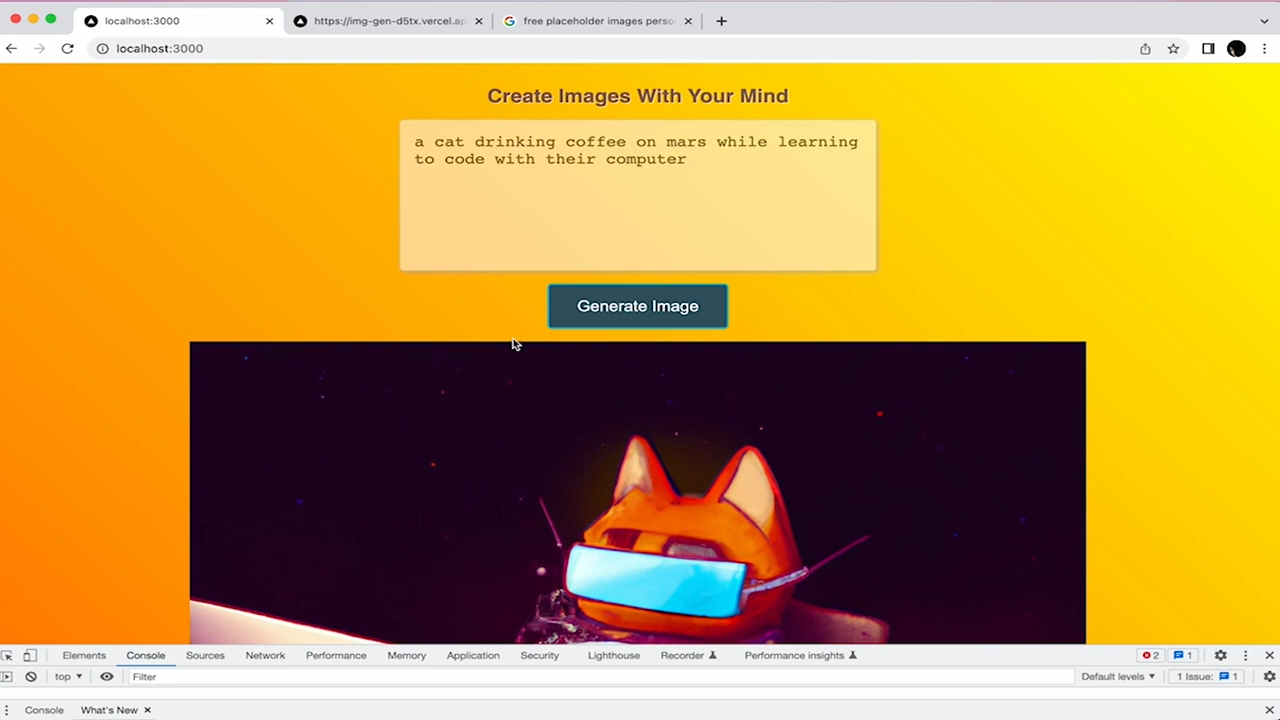 localhost:3000
https://img-gen-d5tx.vercel.ap
free placeholder images perso
localhost:3000
Create Images With Your Mind
a cat drinking coffee on mars while learning
to code with their computer
Generate Image
Elements Console Sources Network Performance Memory Application Security Lighthouse Recorder Performance insights 2 1
top Filter Default levels 1 Issue: 1
Console What's New